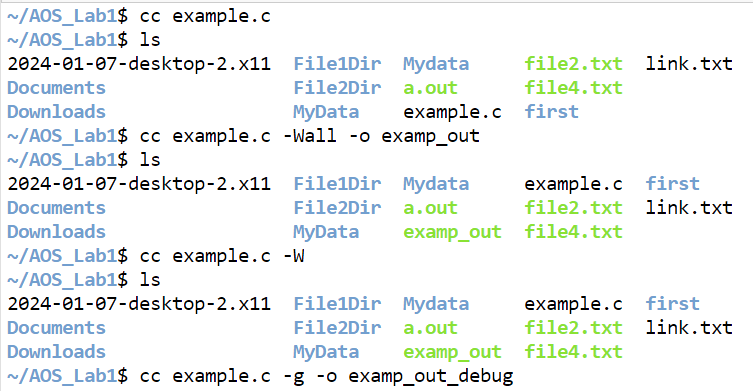 ~/AOS_Lab1$ cc example.c
~/AOS_Lab1$ ls
2024-01-07-desktop-2.x11  File1Dir  Mydata     file2.txt  link.txt
Documents                 File2Dir  a.out      file4.txt
Downloads                 MyData    example.c  first
~/AOS_Lab1$ cc example.c -Wall -o examp_out
~/AOS_Lab1$ ls
2024-01-07-desktop-2.x11  File1Dir  Mydata     example.c  first
Documents                 File2Dir  a.out      file2.txt  link.txt
Downloads                 MyData    examp_out  file4.txt
~/AOS_Lab1$ cc example.c -W
~/AOS_Lab1$ ls
2024-01-07-desktop-2.x11  File1Dir  Mydata     example.c  first
Documents                 File2Dir  a.out      file2.txt  link.txt
Downloads                 MyData    examp_out  file4.txt
~/AOS_Lab1$ cc example.c -g -o examp_out_debug